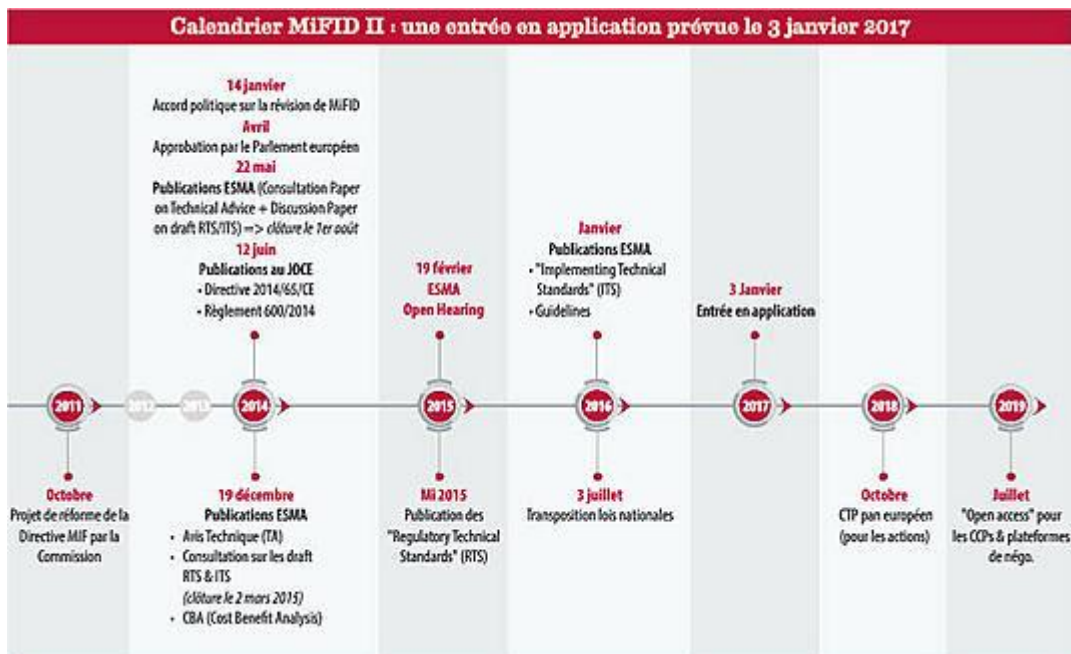 Calendrier MiFID II : une entrée en application prévue le 3 janvier 2017
14 janvier
Accord politique sur la révision de MiFID
Avril
Approbation par le Parlement européen
22 mai
Publications ESMA (Consultation Paper
on Technical Advice + Discussion Paper
on draft RTS/ITS) => clôture le 1er août
12 juin
Publications au JOCE
• Directive 2014/65/CE
• Règlement 600/2014
19 février
ESMA
Open Hearing
Janvier
Publications ESMA
• "Implementing Technical
Standards" (ITS)
• Guidelines
3 Janvier
Entrée en application
2011
2012
2013
2014
2015
2016
2017
2018
2019
Octobre
Projet de réforme de la
Directive MIF par la
Commission
19 décembre
Publications ESMA
• Avis Technique (TA)
• Consultation sur les draft
RTS & ITS
(clôture le 2 mars 2015)
• CBA (Cost Benefit Analysis)
Mi 2015
Publication des
"Regulatory Technical
Standards" (RTS)
3 juillet
Transposition lois nationales
Octobre
CTP pan européen
(pour les actions)
Juillet
"Open access" pour
les CCPs & plateformes
de négo.